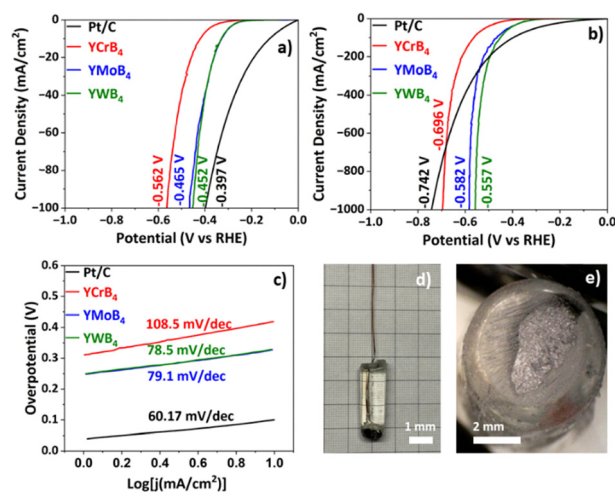 a)
Pt/C
YCrB₄
YMoB₄
YWB₄
-0.562 V
-0.465 V
-0.452 V
-0.397 V
0
-20
-40
-60
-80
-100
Current Density (mA/cm²)
-1.0 -0.8 -0.6 -0.4 -0.2 0.0
Potential (V vs RHE)
b)
Pt/C
YCrB₄
YMoB₄
YWB₄
-0.742 V
-0.696 V
-0.582 V
-0.557 V
0
-200
-400
-600
-800
-1000
Current Density (mA/cm²)
-1.0 -0.8 -0.6 -0.4 -0.2 0.0
Potential (V vs RHE)
c)
Pt/C
YCrB₄
YMoB₄
YWB₄
108.5 mV/dec
78.5 mV/dec
79.1 mV/dec
60.17 mV/dec
0.6
0.5
0.4
0.3
0.2
0.1
0.0
Overpotential (V)
0.0 0.2 0.4 0.6 0.8 1.0
Log[j(mA/cm²)]
d)
1 mm
e)
2 mm